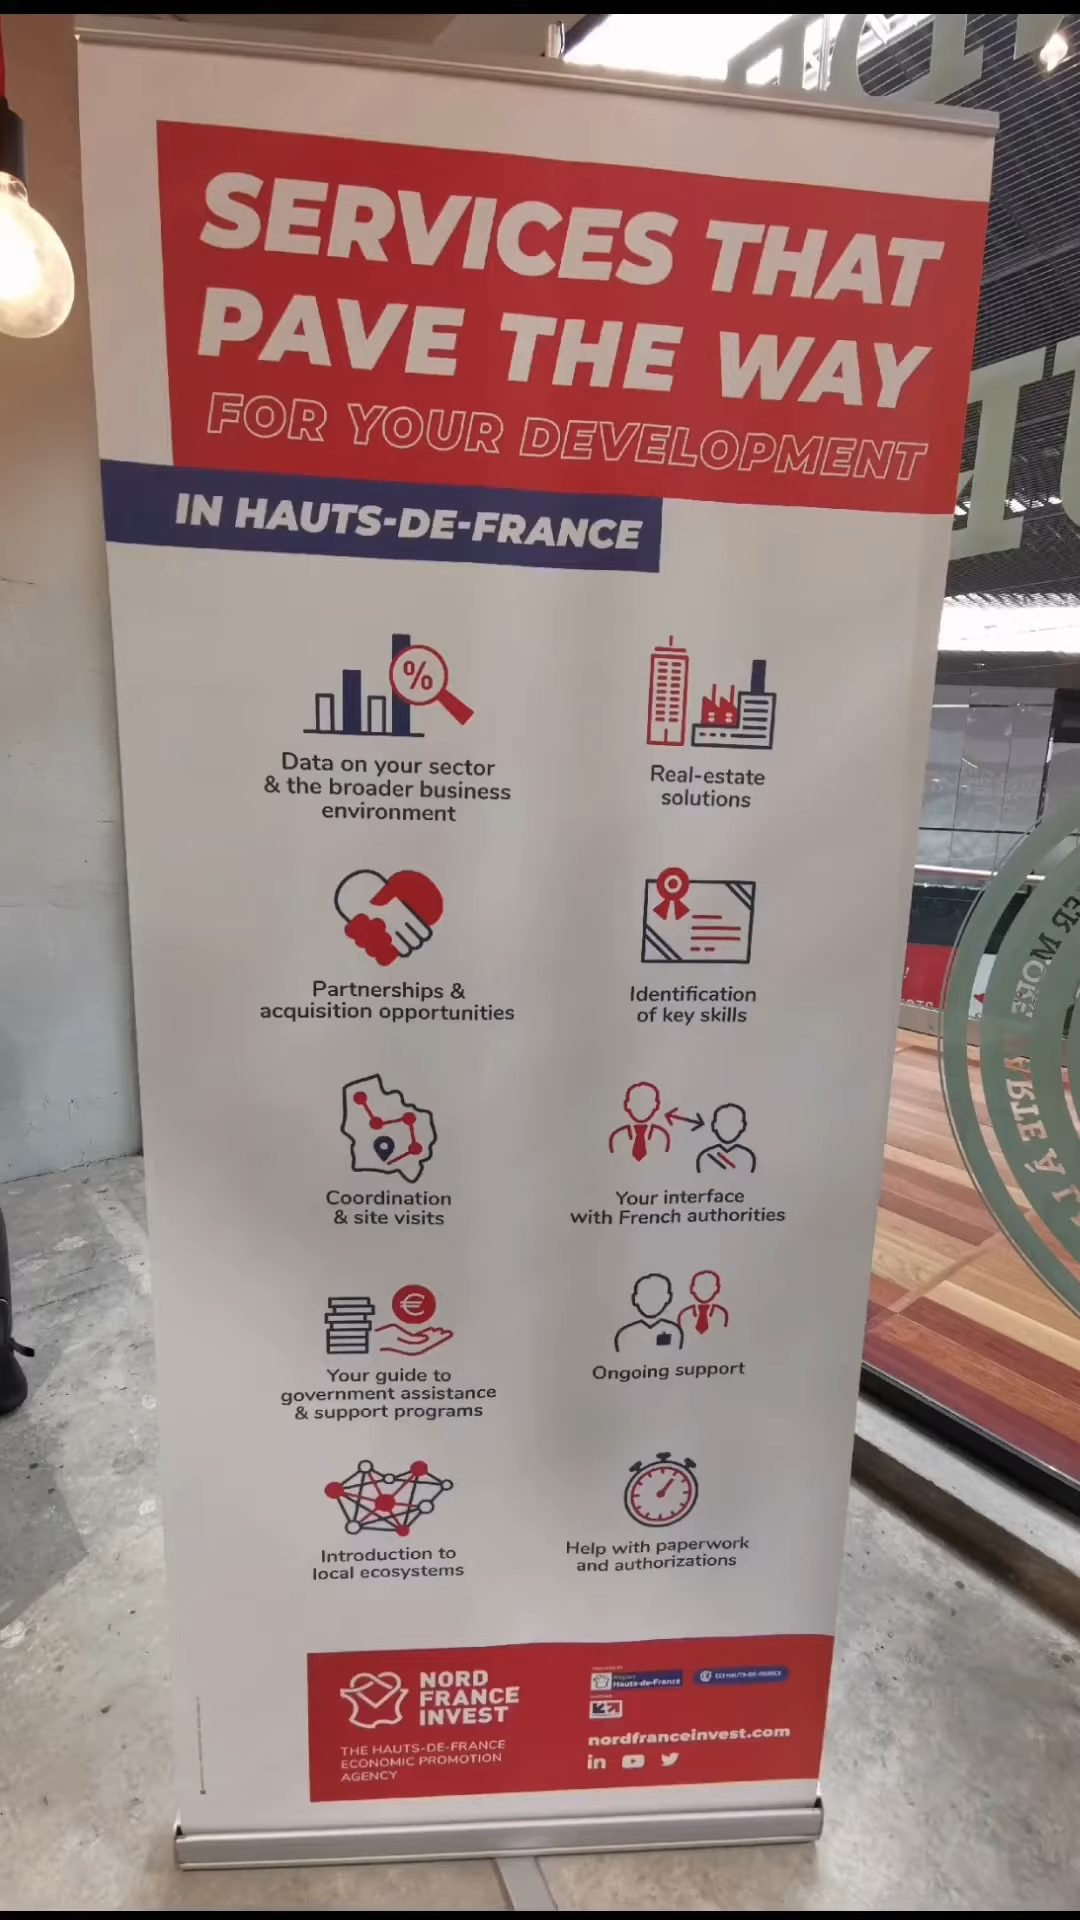 SERVICES THAT
PAVE THE WAY
FOR YOUR DEVELOPMENT
IN HAUTS-DE-FRANCE
%
Data on your sector
& the broader business
environment
Real-estate
solutions
Partnerships &
acquisition opportunities
Identification
of key skills
Coordination
& site visits
Your interface
with French authorities
€
Your guide to
government assistance
& support programs
Ongoing support
Introduction to
local ecosystems
Help with paperwork
and authorizations
NORD
FRANCE
INVEST
THE HAUTS-DE-FRANCE
ECONOMIC PROMOTION
AGENCY
Région
Hauts-de-France
CCI HAUTS-DE-FRANCE
nordfranceinvest.com
in